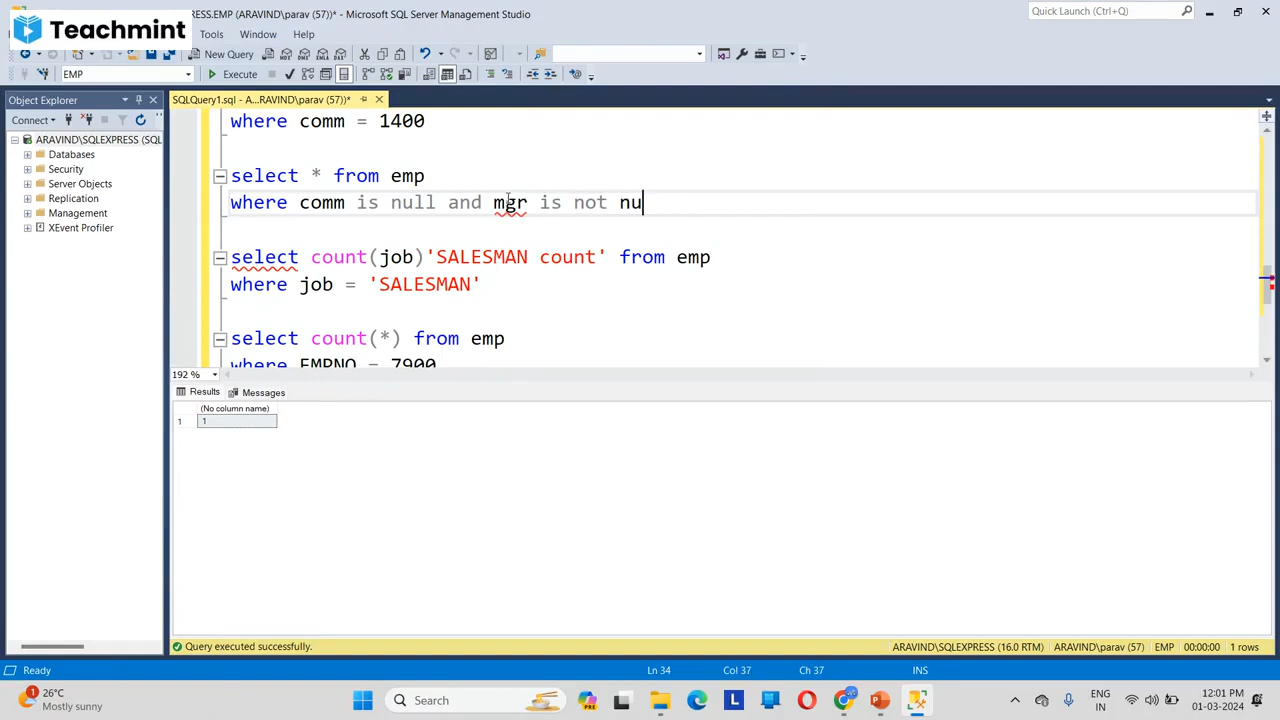 RESS.EMP (ARAVIND\parav (57))* - Microsoft SQL Server Management Studio
Quick Launch (Ctrl+Q)
Teachmint
Tools Window Help
New Query
EMP
Execute
Object Explorer
SQLQuery1.sql - A...RAVIND\parav (57))*
Connect
ARAVIND\SQLEXPRESS (SQL
Databases
Security
Server Objects
Replication
Management
XEvent Profiler
where comm = 1400
select * from emp
where comm is null and mgr is not nu
select count(job)'SALESMAN count' from emp
where job = 'SALESMAN'
select count(*) from emp
where EMPNO = 7900
192 %
Results Messages
(No column name)
1 1
Query executed successfully.
ARAVIND\SQLEXPRESS (16.0 RTM) ARAVIND\parav (57) EMP 00:00:00 1 rows
Ready
Ln 34 Col 37 Ch 37 INS
26°C
Mostly sunny
Search
ENG
IN
12:01 PM
01-03-2024